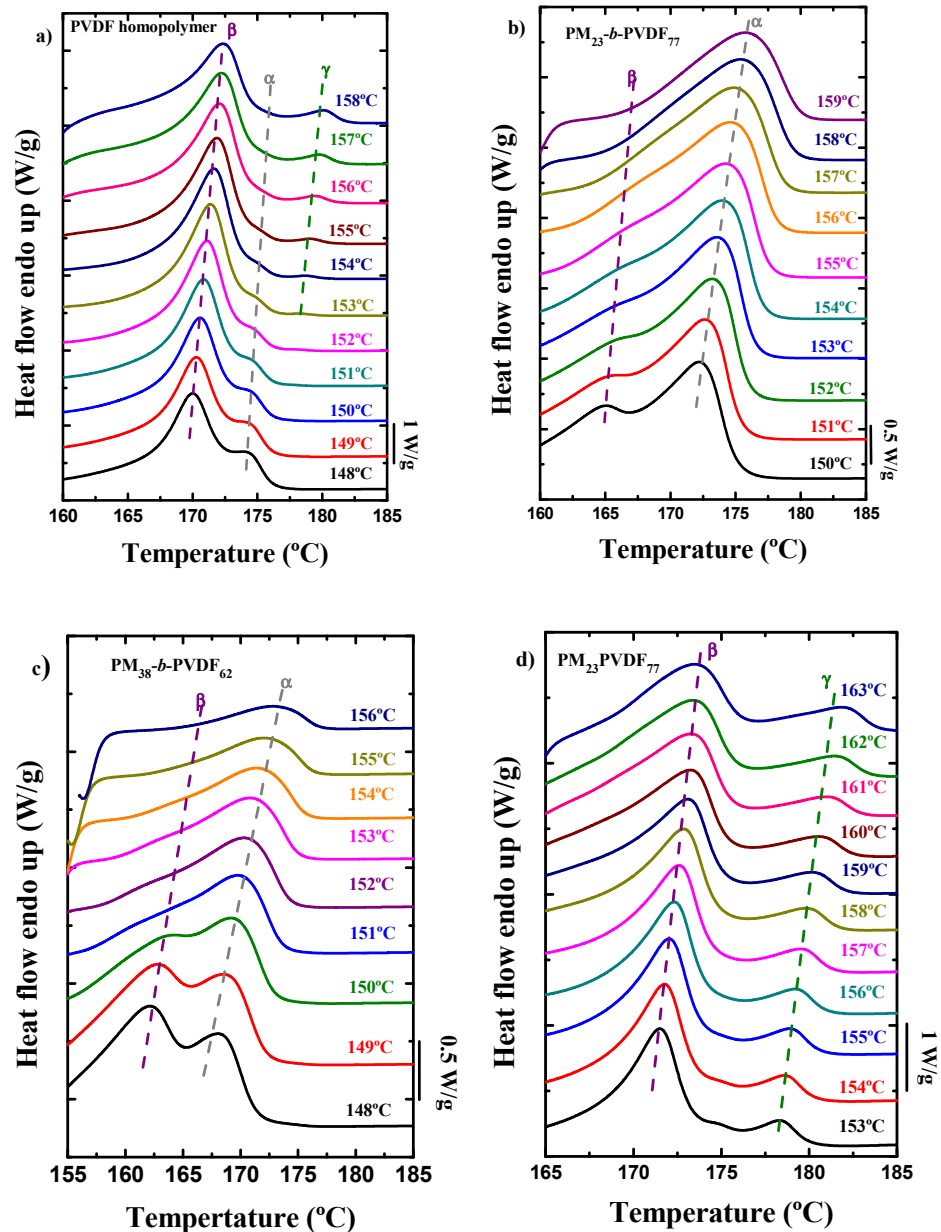 a)
PVDF homopolymer
β
α
γ
158ºC
157ºC
156ºC
155ºC
154ºC
153ºC
152ºC
151ºC
150ºC
149ºC
148ºC
1 W/g
Heat flow endo up (W/g)
160 165 170 175 180 185
Temperature (ºC)
b)
PM23-b-PVDF77
β
α
159ºC
158ºC
157ºC
156ºC
155ºC
154ºC
153ºC
152ºC
151ºC
150ºC
0.5 W/g
Heat flow endo up (W/g)
160 165 170 175 180 185
Temperature (ºC)
c)
PM38-b-PVDF62
β
α
156ºC
155ºC
154ºC
153ºC
152ºC
151ºC
150ºC
149ºC
148ºC
0.5 W/g
Heat flow endo up (W/g)
155 160 165 170 175 180 185
Tempertature (ºC)
d)
PM23PVDF77
β
γ
163ºC
162ºC
161ºC
160ºC
159ºC
158ºC
157ºC
156ºC
155ºC
154ºC
153ºC
1 W/g
Heat flow endo up (W/g)
165 170 175 180 185
Temperature (ºC)